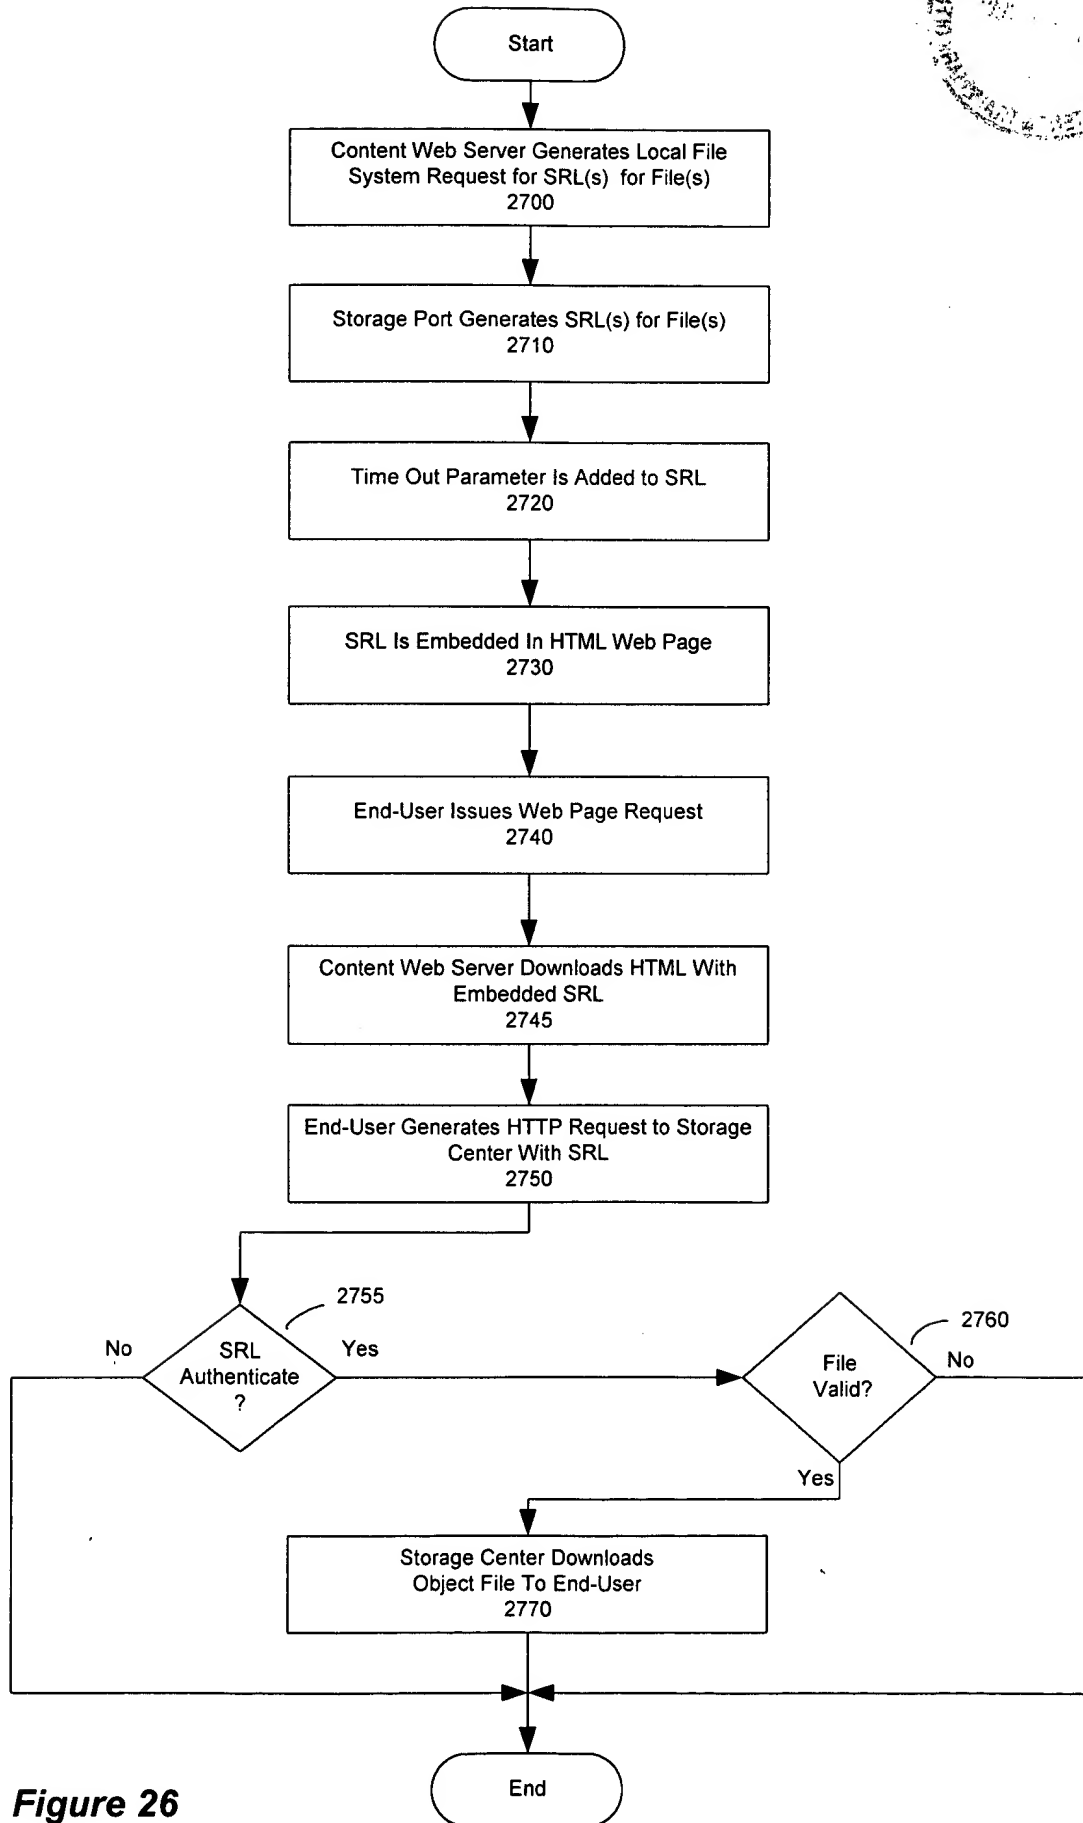 Start
Content Web Server Generates Local File
System Request for SRL(s) for File(s)
2700
Storage Port Generates SRL(s) for File(s)
2710
Time Out Parameter Is Added to SRL
2720
SRL Is Embedded In HTML Web Page
2730
End-User Issues Web Page Request
2740
Content Web Server Downloads HTML With
Embedded SRL
2745
End-User Generates HTTP Request to Storage
Center With SRL
2750
2755
No
SRL
Authenticate
?
Yes
2760
File
Valid?
No
Yes
Storage Center Downloads
Object File To End-User
2770
End
Figure 26